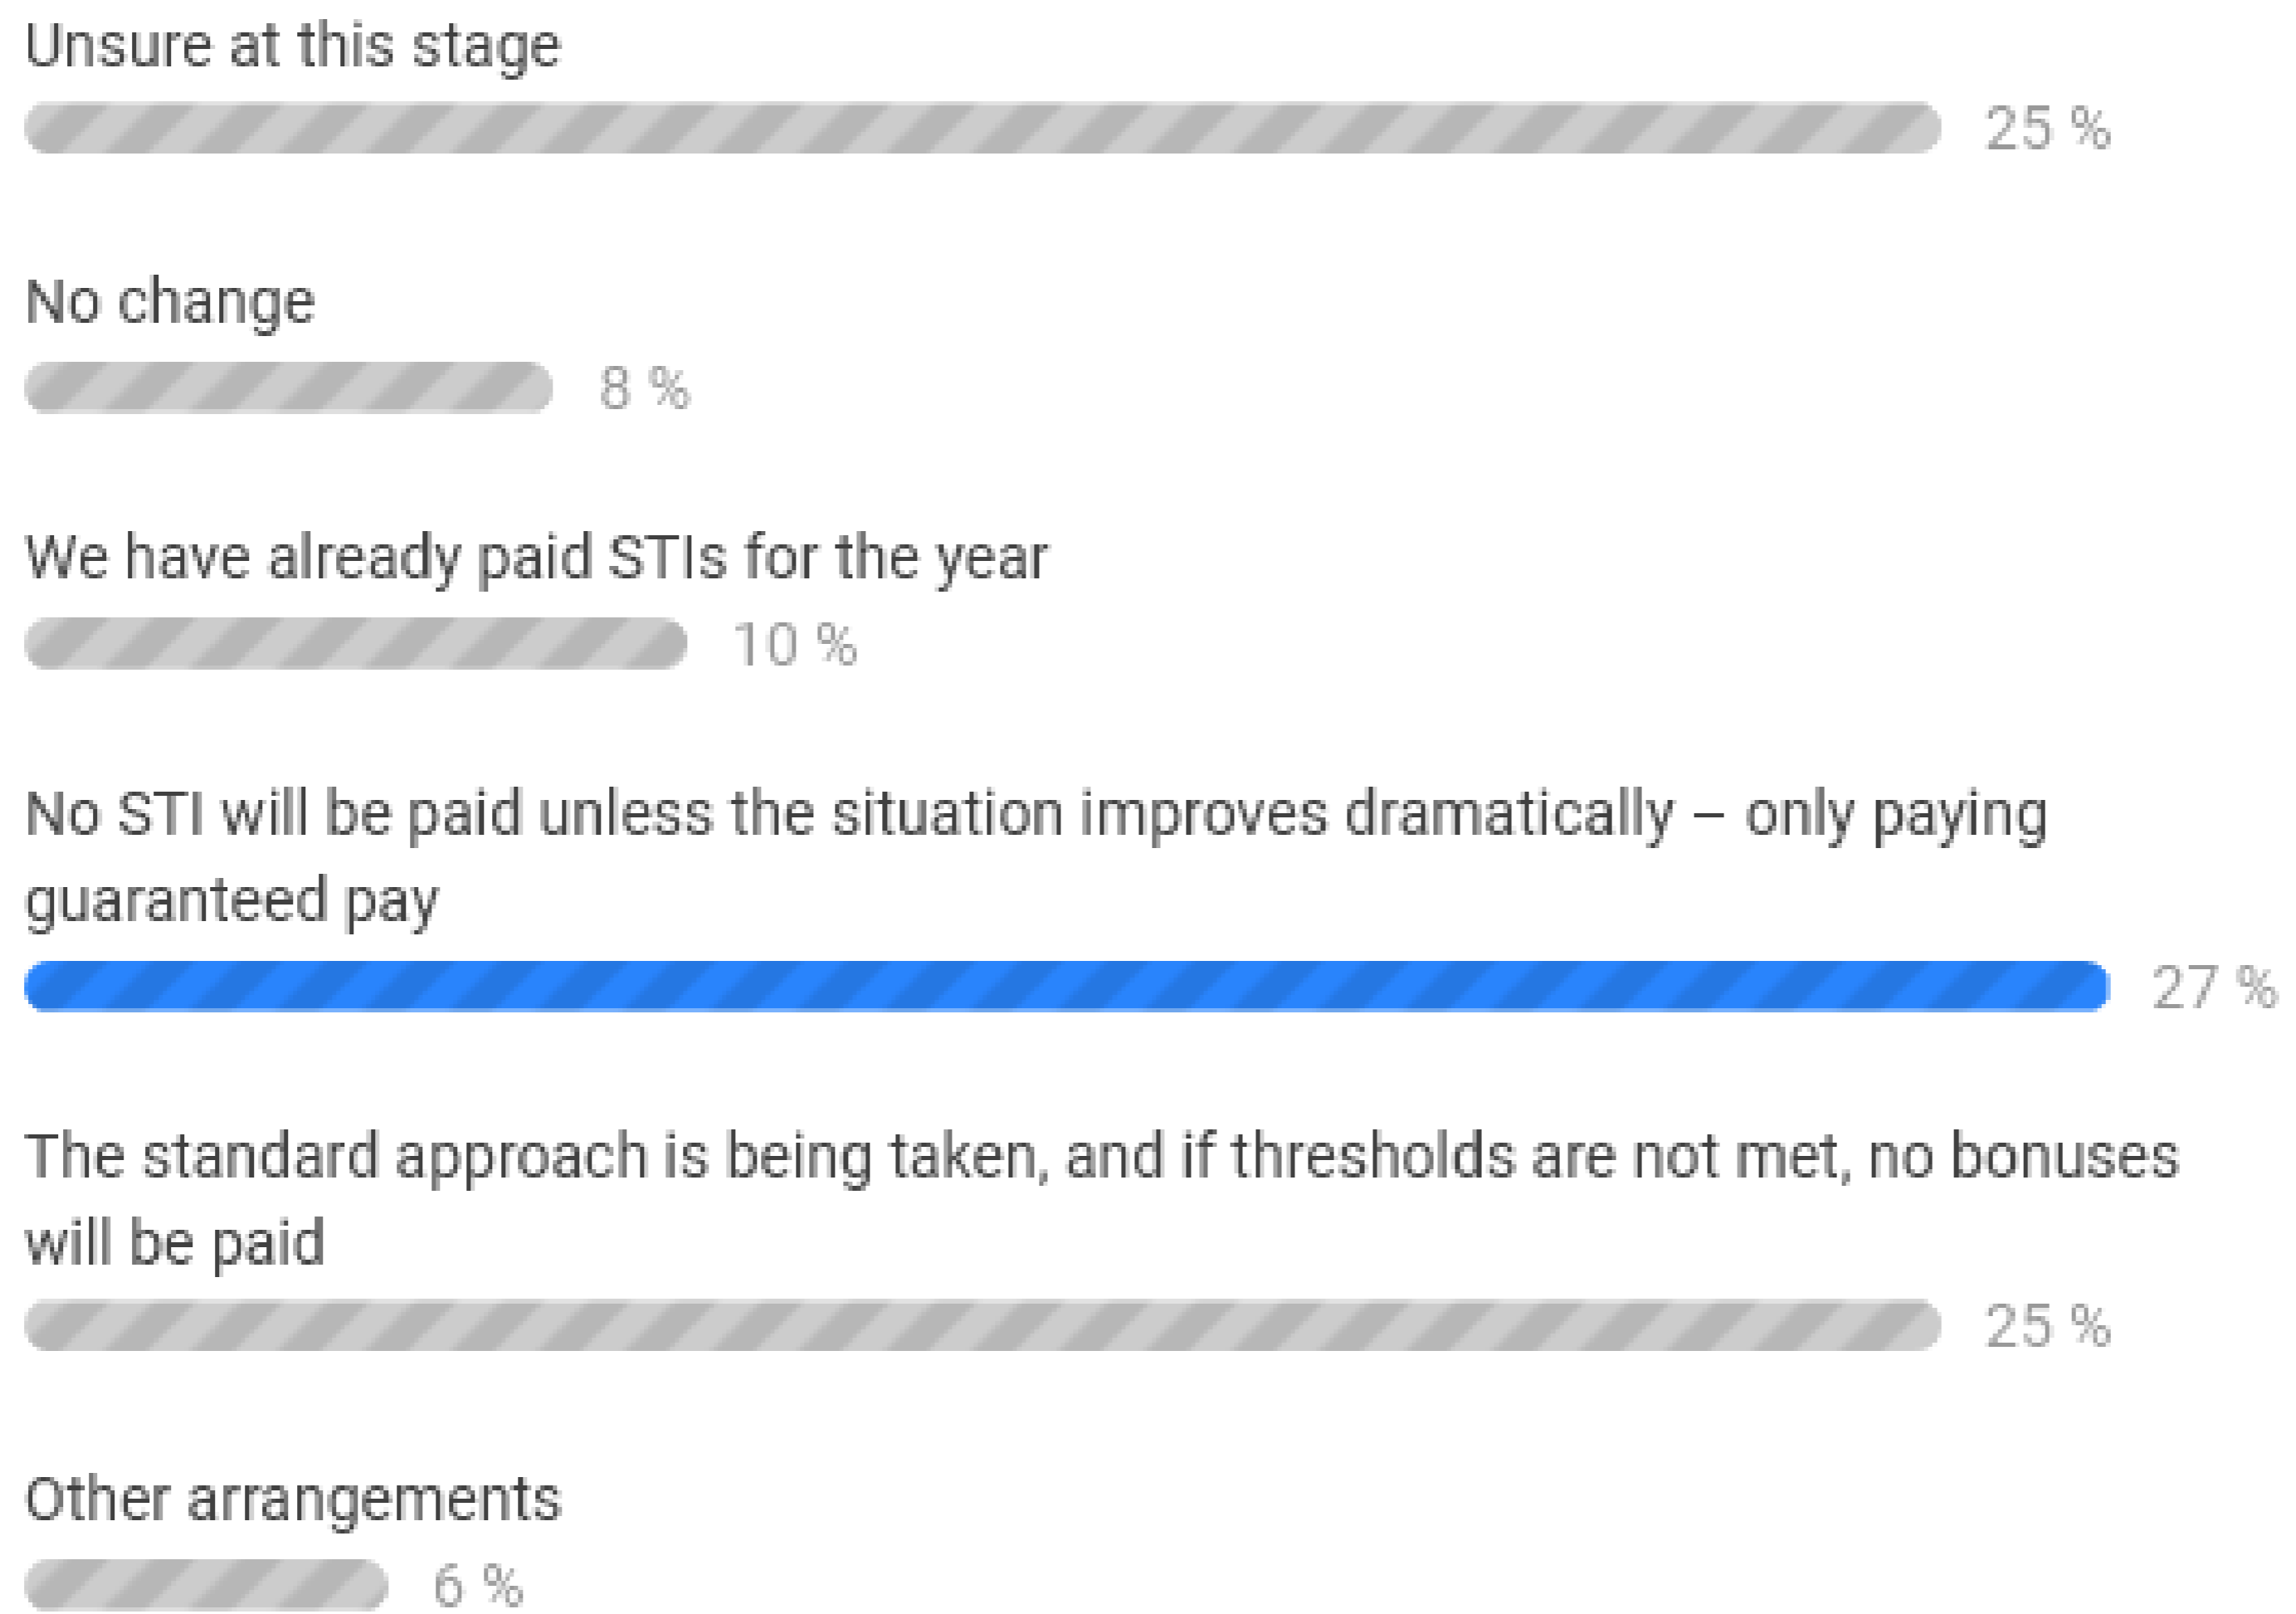 Unsure at this stage
25 %
No change
8 %
We have already paid STIs for the year
10 %
No STI will be paid unless the situation improves dramatically – only paying
guaranteed pay
27 %
The standard approach is being taken, and if thresholds are not met, no bonuses
will be paid
25 %
Other arrangements
6 %